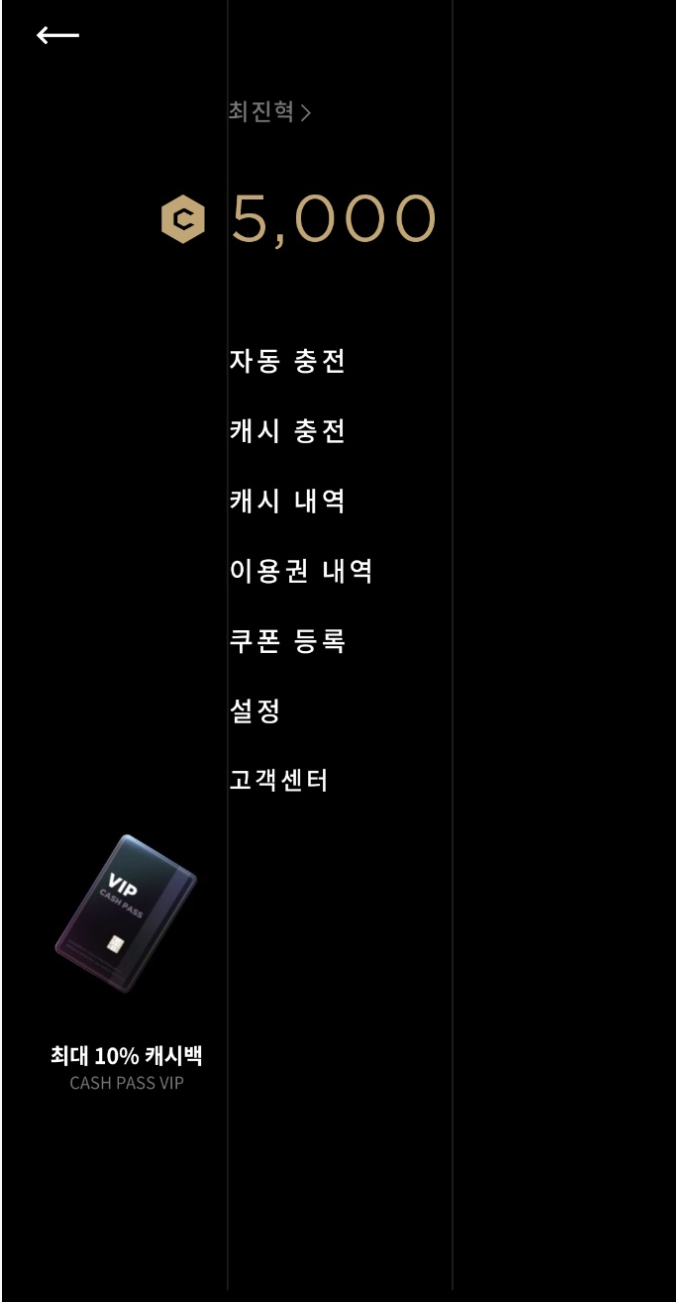 최진혁 >
5,000
자동 충전
캐시 충전
캐시 내역
이용권 내역
쿠폰 등록
설정
고객센터
VIP
CASH PASS
최대 10% 캐시백
CASH PASS VIP